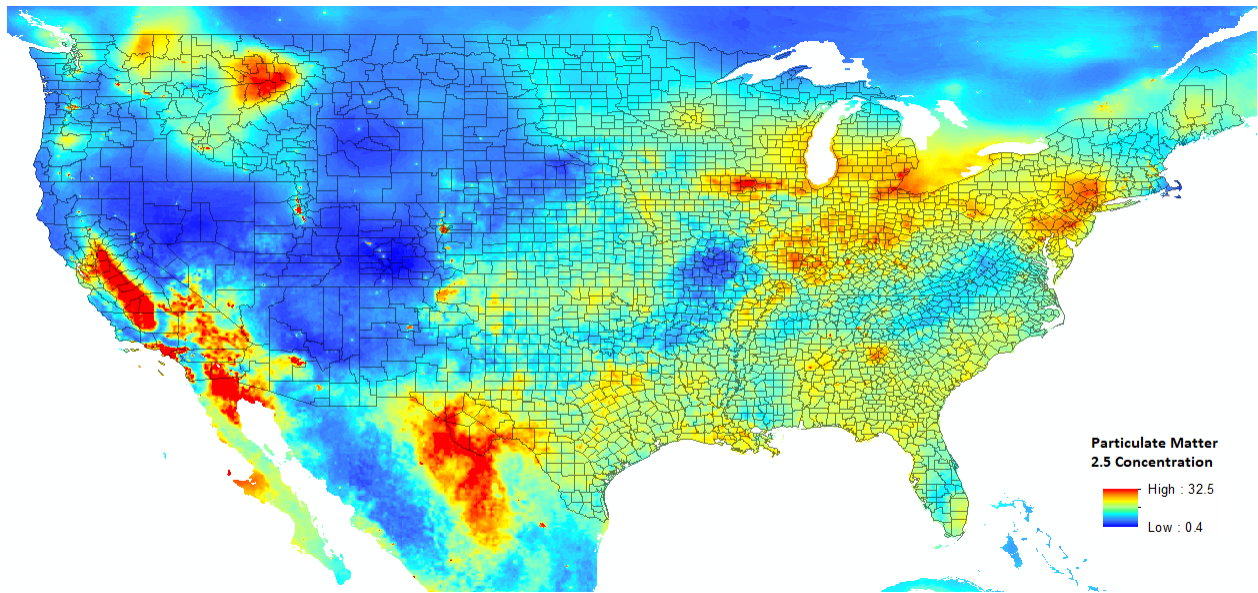 Particulate Matter
2.5 Concentration
High : 32.5
Low : 0.4